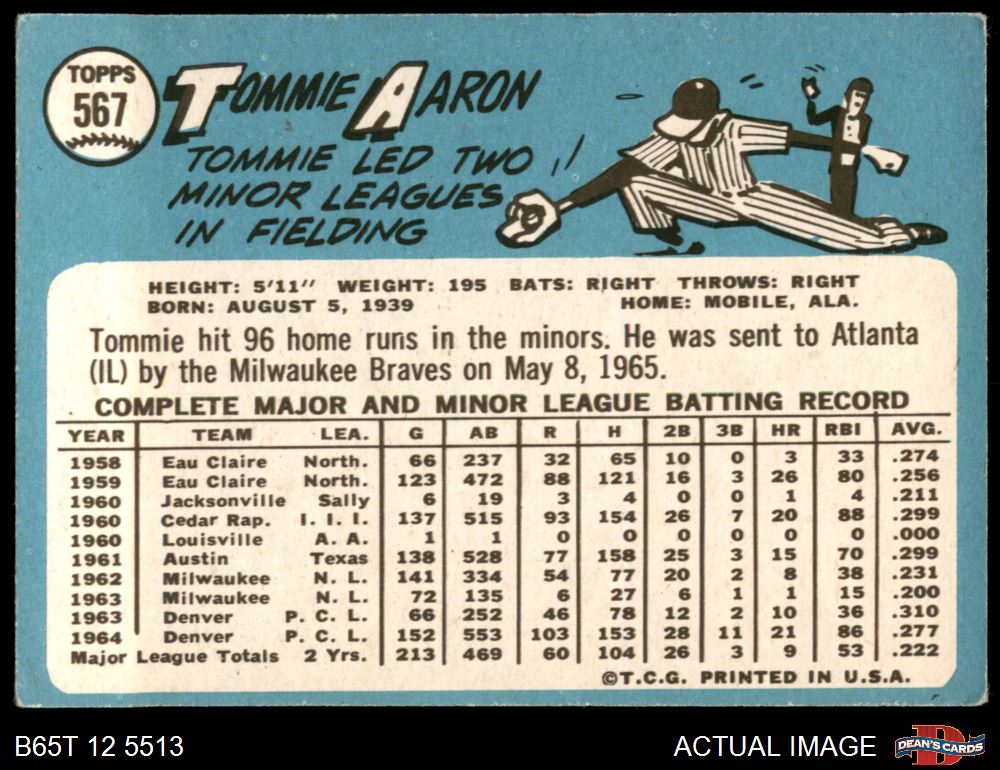 TOPPS
567
TOMMIE AARON
TOMMIE LED TWO
MINOR LEAGUES
IN FIELDING
HEIGHT: 5'11" WEIGHT: 195 BATS: RIGHT THROWS: RIGHT
BORN: AUGUST 5, 1939 HOME: MOBILE, ALA.
Tommie hit 96 home runs in the minors. He was sent to Atlanta
(IL) by the Milwaukee Braves on May 8, 1965.
COMPLETE MAJOR AND MINOR LEAGUE BATTING RECORD
YEAR TEAM LEA. G AB R H 2B 3B HR RBI AVG.
1958 Eau Claire North. 66 237 32 65 10 0 3 33 .274
1959 Eau Claire North. 123 472 88 121 16 3 26 80 .256
1960 Jacksonville Sally 6 19 3 4 0 0 1 4 .211
1960 Cedar Rap. I. I. I. 137 515 93 154 26 7 20 88 .299
1960 Louisville A. A. 1 1 0 0 0 0 0 0 .000
1961 Austin Texas 138 528 77 158 25 3 15 70 .299
1962 Milwaukee N. L. 141 334 54 77 20 2 8 38 .231
1963 Milwaukee N. L. 72 135 6 27 6 1 1 15 .200
1963 Denver P. C. L. 66 252 46 78 12 2 10 36 .310
1964 Denver P. C. L. 152 553 103 153 28 11 21 86 .277
Major League Totals 2 Yrs. 213 469 60 104 26 3 9 53 .222
©T.C.G. PRINTED IN U.S.A.
B65T 12 5513
ACTUAL IMAGE
DEAN'S CARDS